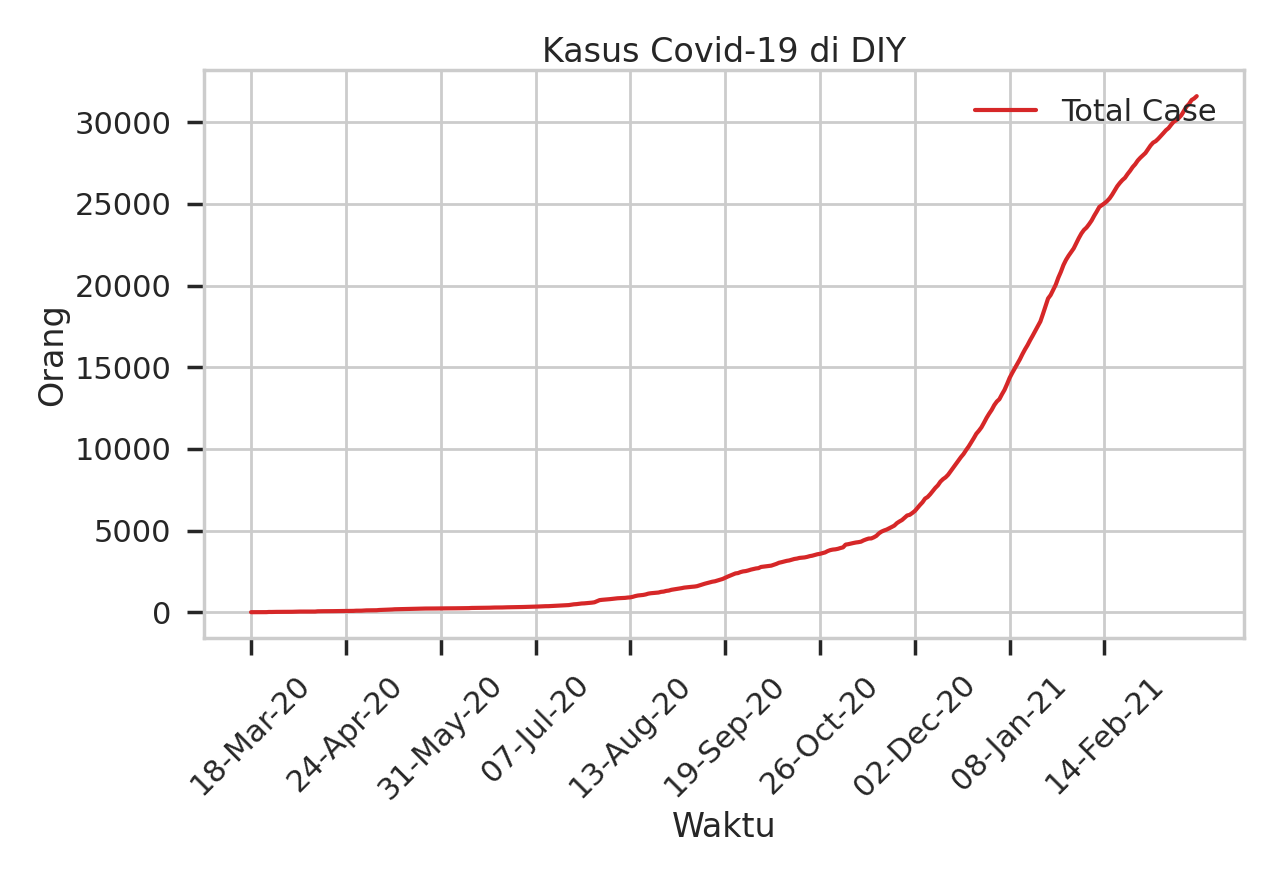 Kasus Covid-19 di DIY
Total Case
30000
25000
20000
15000
10000
5000
0
Orang
18-Mar-20
24-Apr-20
31-May-20
07-Jul-20
13-Aug-20
19-Sep-20
26-Oct-20
02-Dec-20
08-Jan-21
14-Feb-21
Waktu